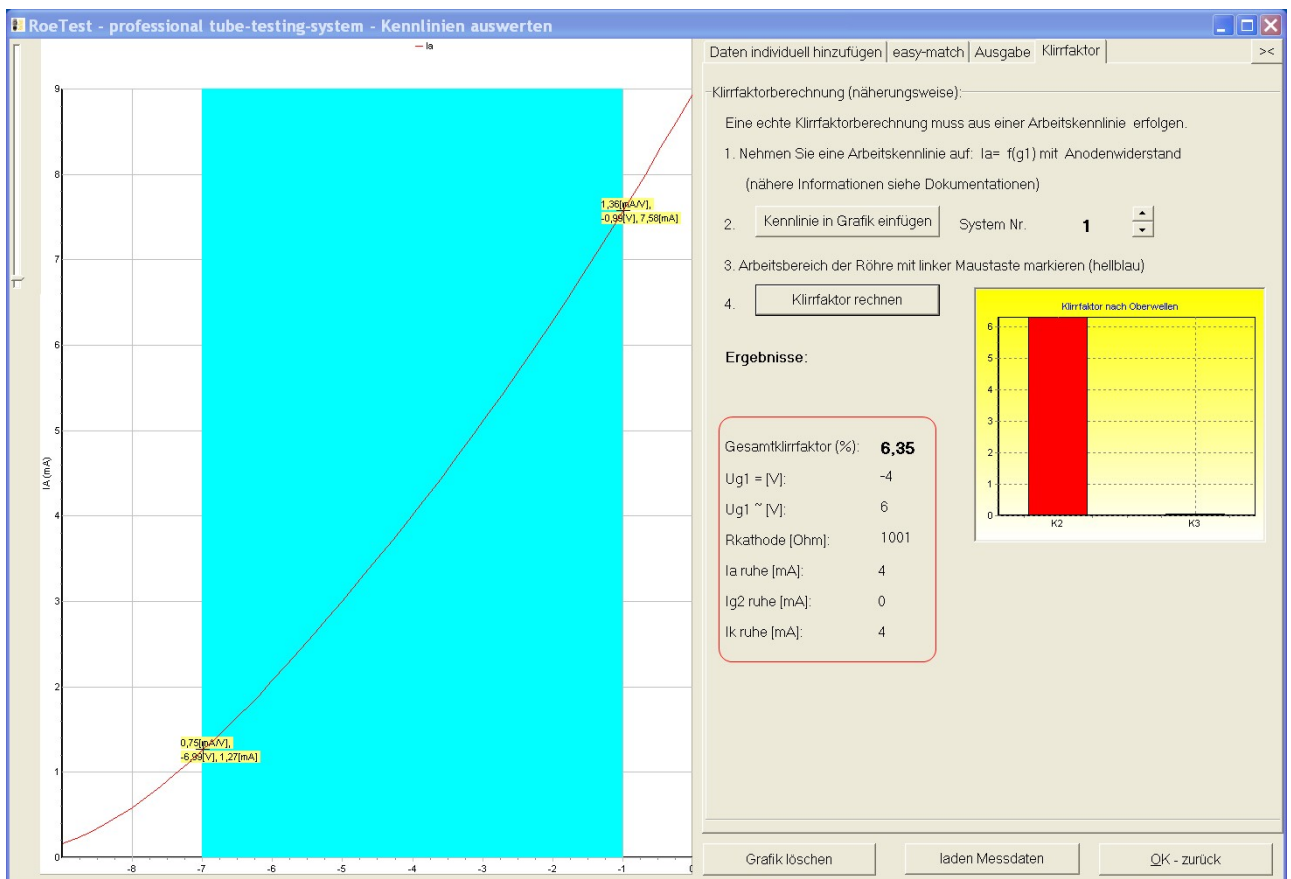 RoeTest - professional tube-testing-system - Kennlinien auswerten
Ia
Daten individuell hinzufügen easy-match Ausgabe Klirrfaktor ><
Klirrfaktorberechnung (näherungsweise):
Eine echte Klirrfaktorberechnung muss aus einer Arbeitskennlinie erfolgen.
1. Nehmen Sie eine Arbeitskennlinie auf: Ia= f(g1) mit Anodenwiderstand
(nähere Informationen siehe Dokumentationen)
2. Kennlinie in Grafik einfügen System Nr. 1
3. Arbeitsbereich der Röhre mit linker Maustaste markieren (hellblau)
4. Klirrfaktor rechnen
Klirrfaktor nach Oberwellen
6
5
4
3
2
1
0
K2 K3
Ergebnisse:
Gesamtklirrfaktor (%): 6,35
Ug1 = [V]: -4
Ug1 ~ [V]: 6
Rkathode [Ohm]: 1001
Ia ruhe [mA]: 4
Ig2 ruhe [mA]: 0
Ik ruhe [mA]: 4
9
8
7
6
5
4
3
2
1
0
IA (mA)
1,36[mA/V],
-0,99[V], 7,58[mA]
0,75[mA/V],
-6,99[V], 1,27[mA]
-8 -7 -6 -5 -4 -3 -2 -1
Grafik löschen laden Messdaten OK - zurück